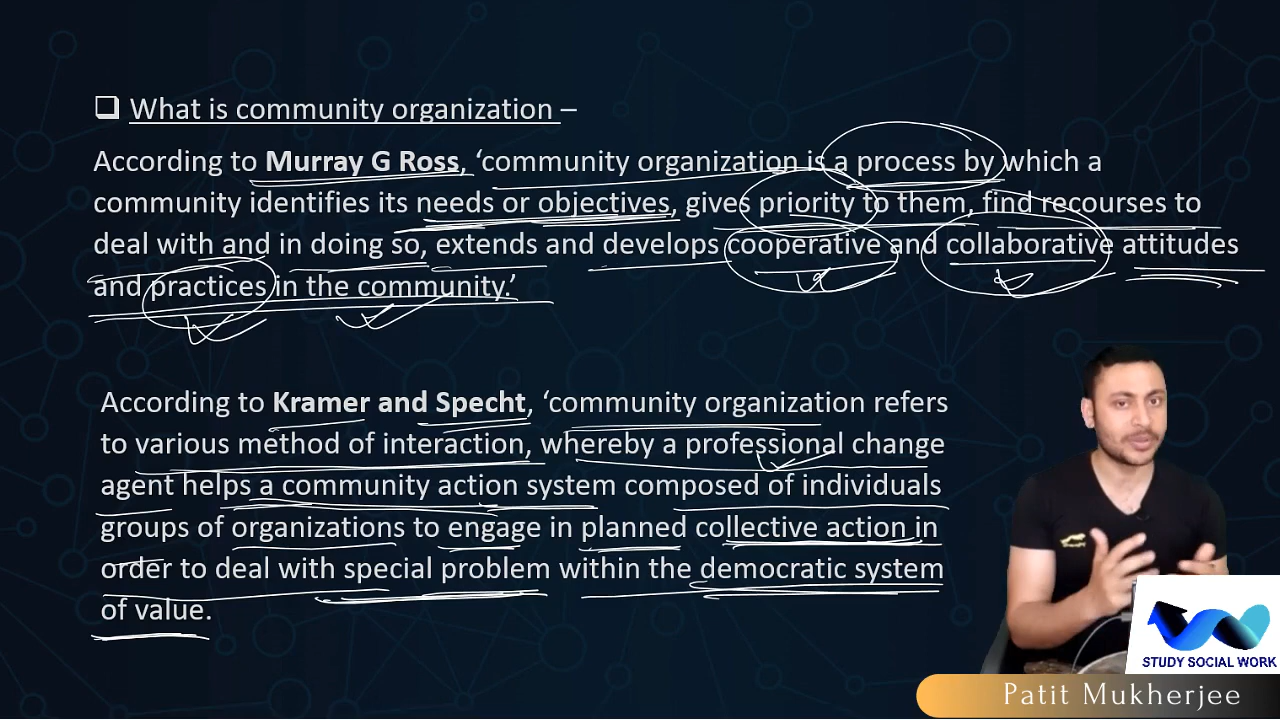 ❑ What is community organization –
According to Murray G Ross, ‘community organization is a process by which a
community identifies its needs or objectives, gives priority to them, find recourses to
deal with and in doing so, extends and develops cooperative and collaborative attitudes
and practices in the community.’
According to Kramer and Specht, ‘community organization refers
to various method of interaction, whereby a professional change
agent helps a community action system composed of individuals
groups of organizations to engage in planned collective action in
order to deal with special problem within the democratic system
of value.
STUDY SOCIAL WORK
Patit Mukherjee